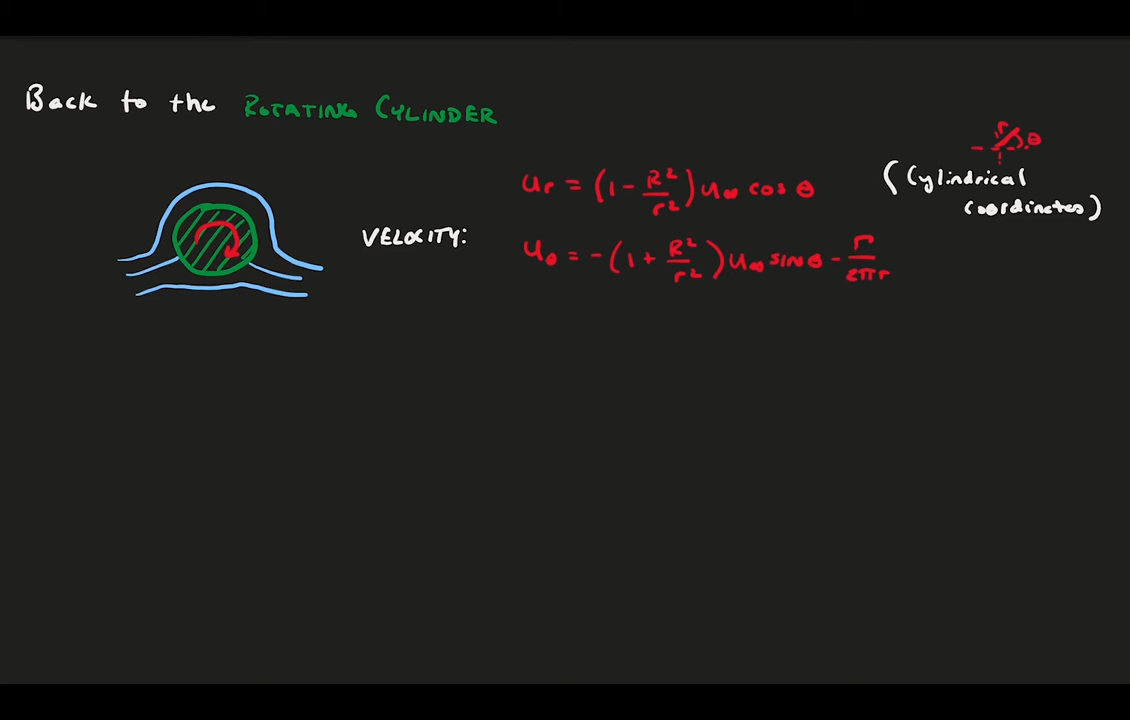 Back to the ROTATING CYLINDER
r θ
u_r = (1 - R²/r²) u_∞ cos θ
(Cylindrical
coordinates)
VELOCITY:
u_θ = -(1 + R²/r²) u_∞ sin θ - Γ/2πr